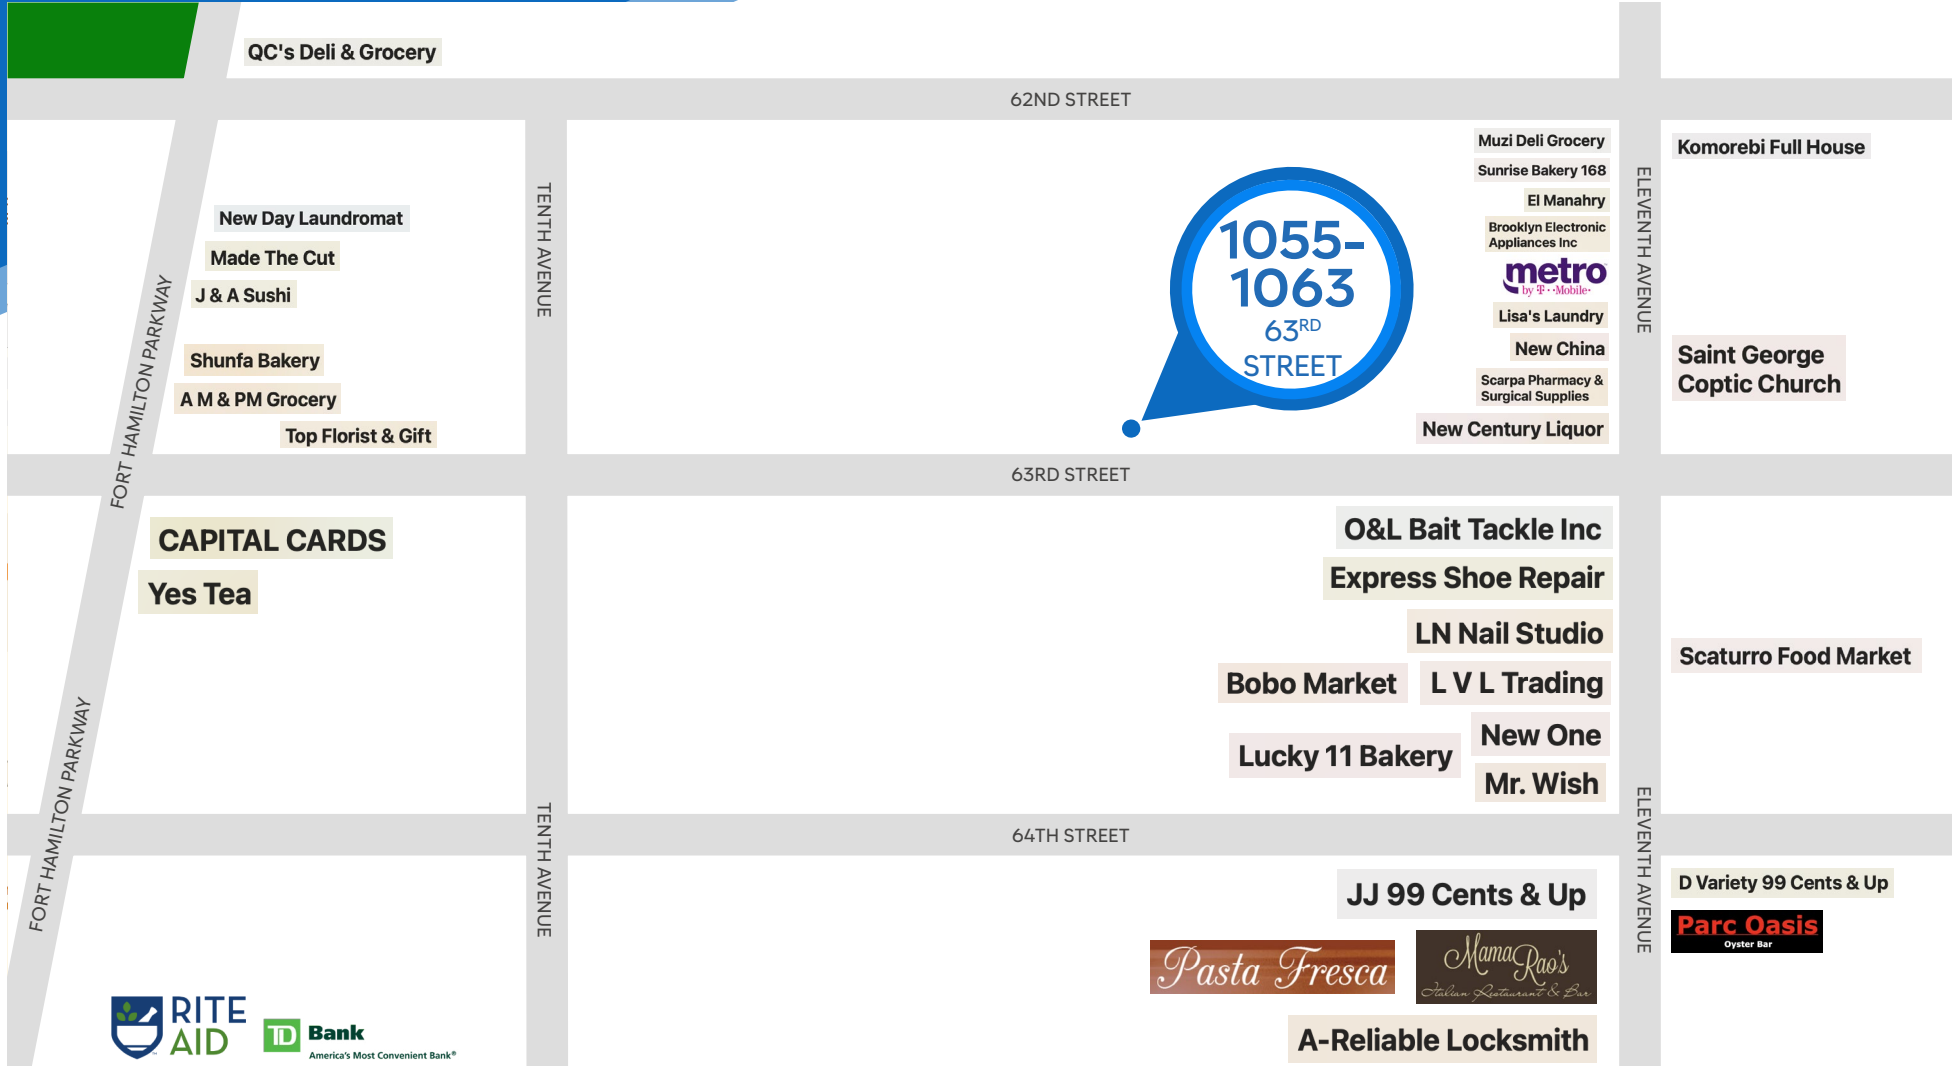 QC's Deli & Grocery
62ND STREET
Muzi Deli Grocery
Komorebi Full House
Sunrise Bakery 168
TENTH AVENUE
ELEVENTH AVENUE
El Manahry
New Day Laundromat
1055-
1063
63RD
STREET
Brooklyn Electronic
Appliances Inc
Made The Cut
metro
by T··Mobile·
J & A Sushi
FORT HAMILTON PARKWAY
Lisa's Laundry
New China
Saint George
Coptic Church
Shunfa Bakery
Scarpa Pharmacy &
Surgical Supplies
A M & PM Grocery
Top Florist & Gift
New Century Liquor
63RD STREET
CAPITAL CARDS
O&L Bait Tackle Inc
Yes Tea
Express Shoe Repair
LN Nail Studio
Scaturro Food Market
Bobo Market
L V L Trading
New One
Lucky 11 Bakery
Mr. Wish
FORT HAMILTON PARKWAY
TENTH AVENUE
64TH STREET
ELEVENTH AVENUE
JJ 99 Cents & Up
D Variety 99 Cents & Up
Parc Oasis
Oyster Bar
Pasta Fresca
Mama Rao's
Italian Restaurant & Bar
RITE
AID
TD Bank
America's Most Convenient Bank®
A-Reliable Locksmith